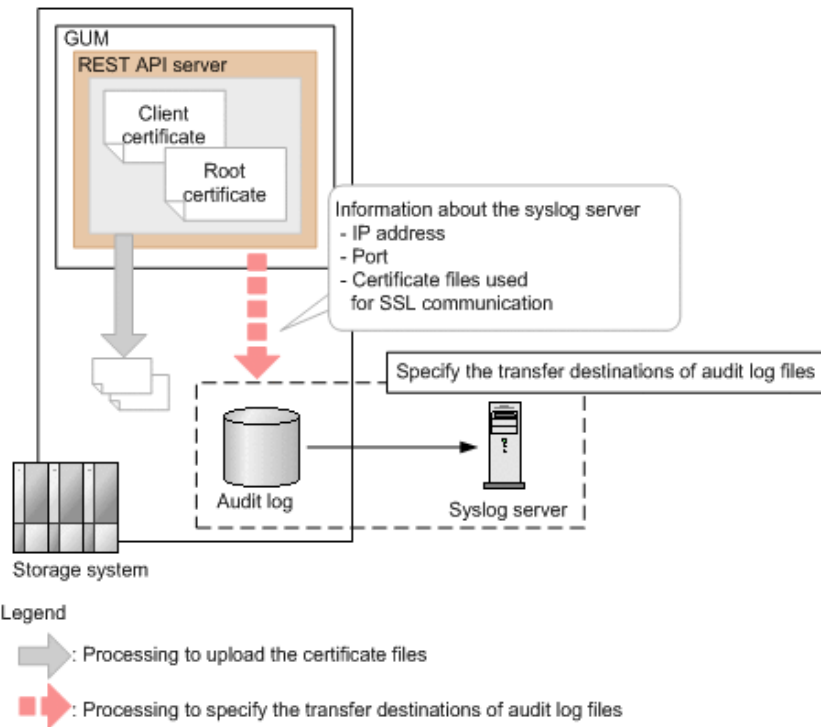 GUM
REST API server
Client
certificate
Root
certificate
Information about the syslog server
- IP address
- Port
- Certificate files used
for SSL communication
Specify the transfer destinations of audit log files
Audit log
Syslog server
Storage system
Legend
: Processing to upload the certificate files
: Processing to specify the transfer destinations of audit log files